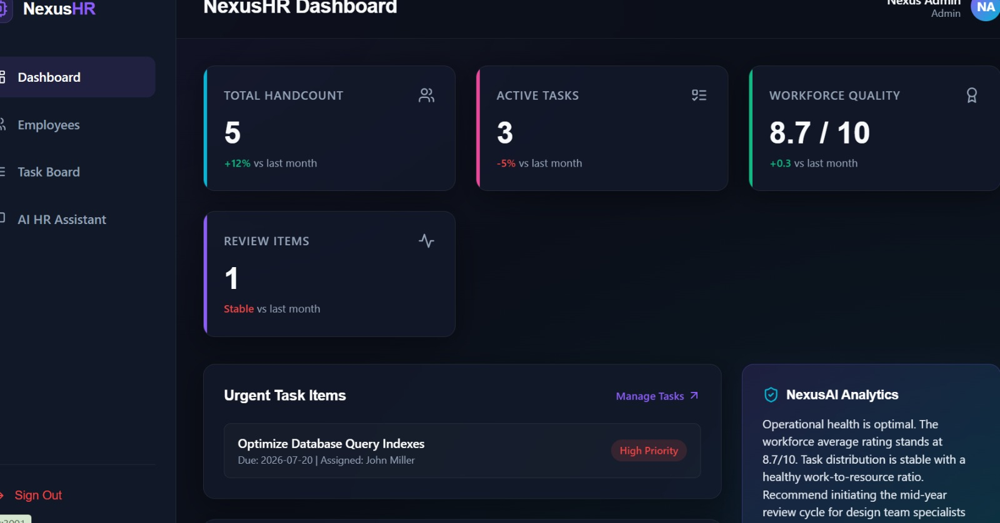 NexusHR
NexusHR Dashboard
Nexus Admin
Admin
NA
Dashboard
Employees
Task Board
AI HR Assistant
Sign Out
TOTAL HANDCOUNT
5
+12% vs last month
ACTIVE TASKS
3
-5% vs last month
WORKFORCE QUALITY
8.7 / 10
+0.3 vs last month
REVIEW ITEMS
1
Stable vs last month
Urgent Task Items
Manage Tasks
Optimize Database Query Indexes
Due: 2026-07-20 | Assigned: John Miller
High Priority
NexusAI Analytics
Operational health is optimal. The
workforce average rating stands at
8.7/10. Task distribution is stable with a
healthy work-to-resource ratio.
Recommend initiating the mid-year
review cycle for design team specialists